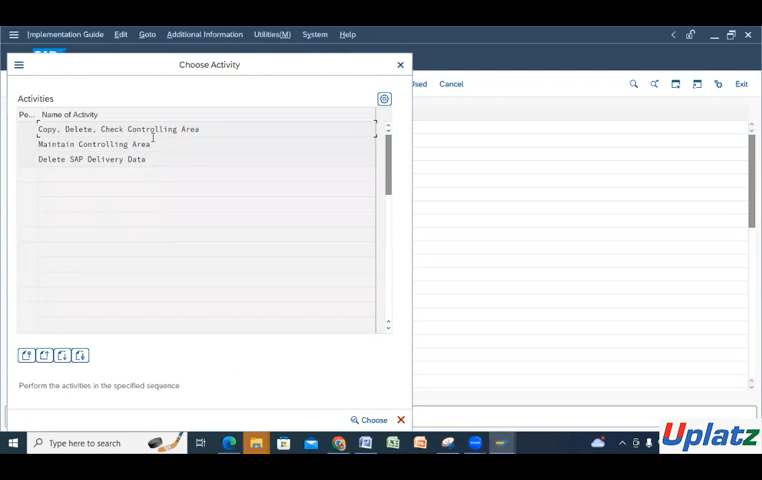 Implementation Guide Edit Goto Additional Information Utilities(M) System Help
Choose Activity
Used Cancel Exit
Activities
Pe... Name of Activity
Copy, Delete, Check Controlling Area
Maintain Controlling Area
Delete SAP Delivery Data
Perform the activities in the specified sequence
Choose
Type here to search
Uplatz